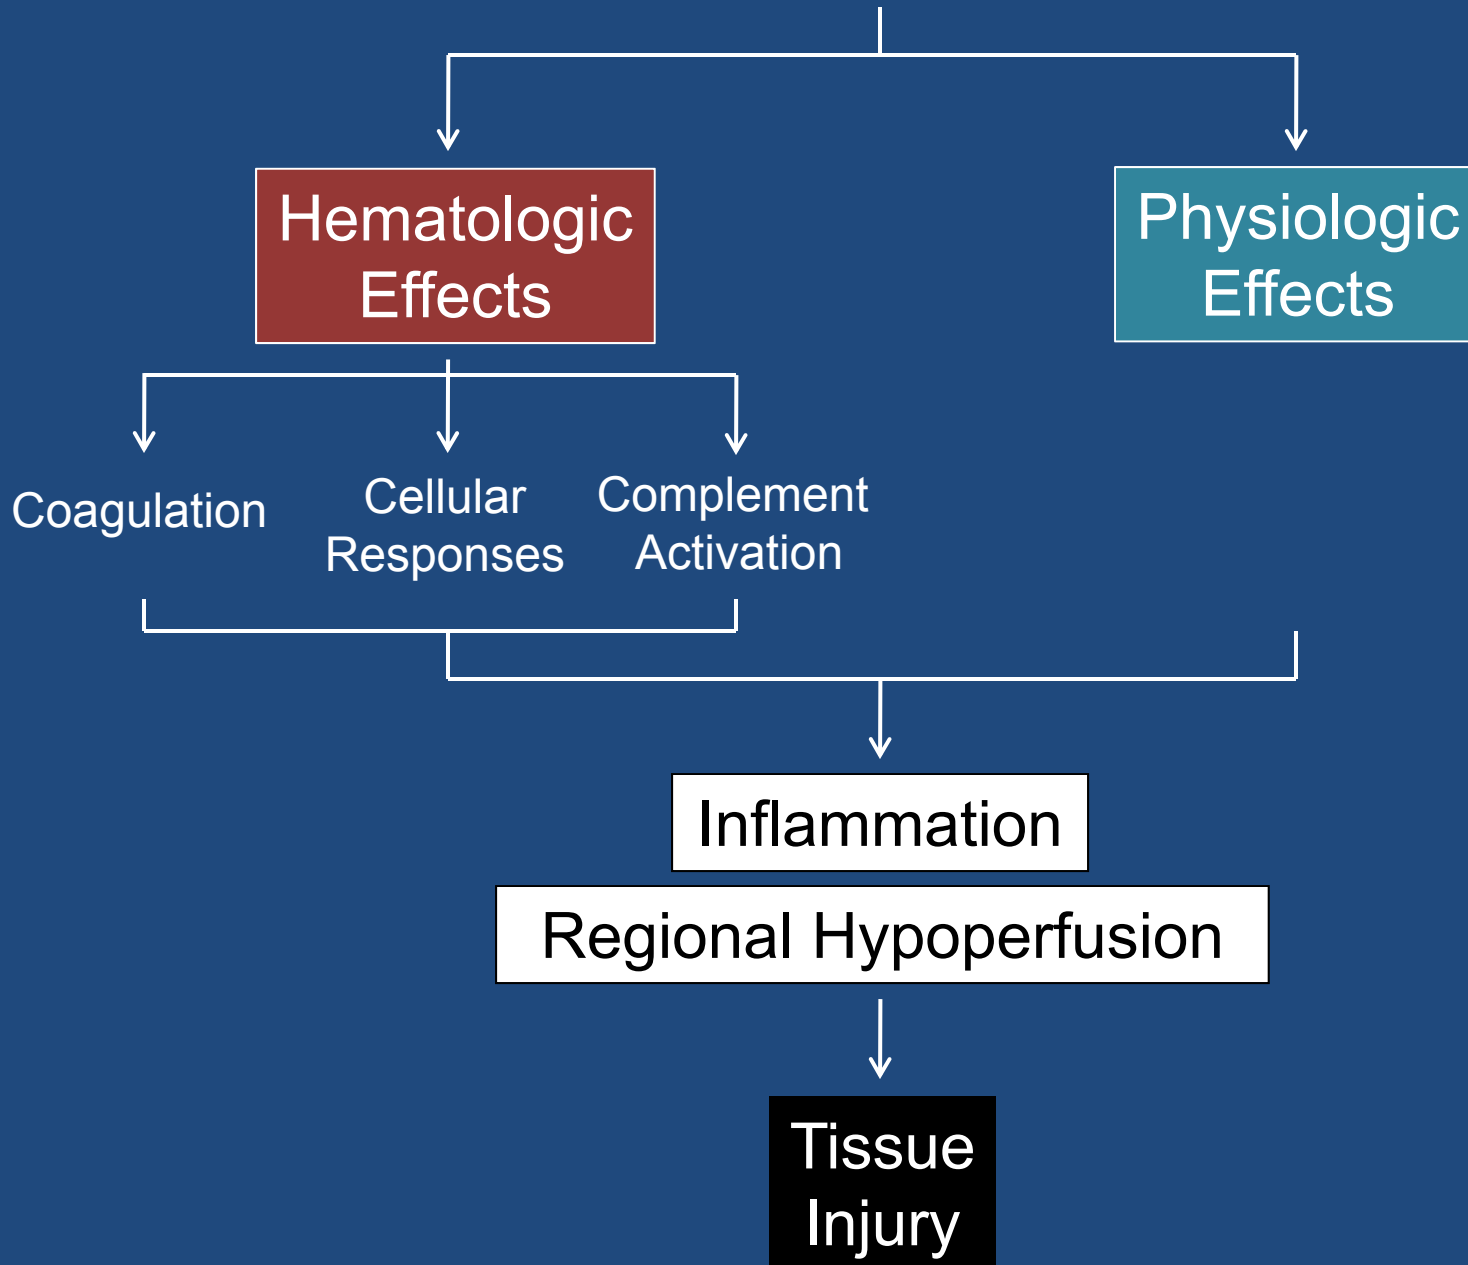 Hematologic
Effects
Physiologic
Effects
Coagulation
Cellular
Responses
Complement
Activation
Inflammation
Regional Hypoperfusion
Tissue
Injury